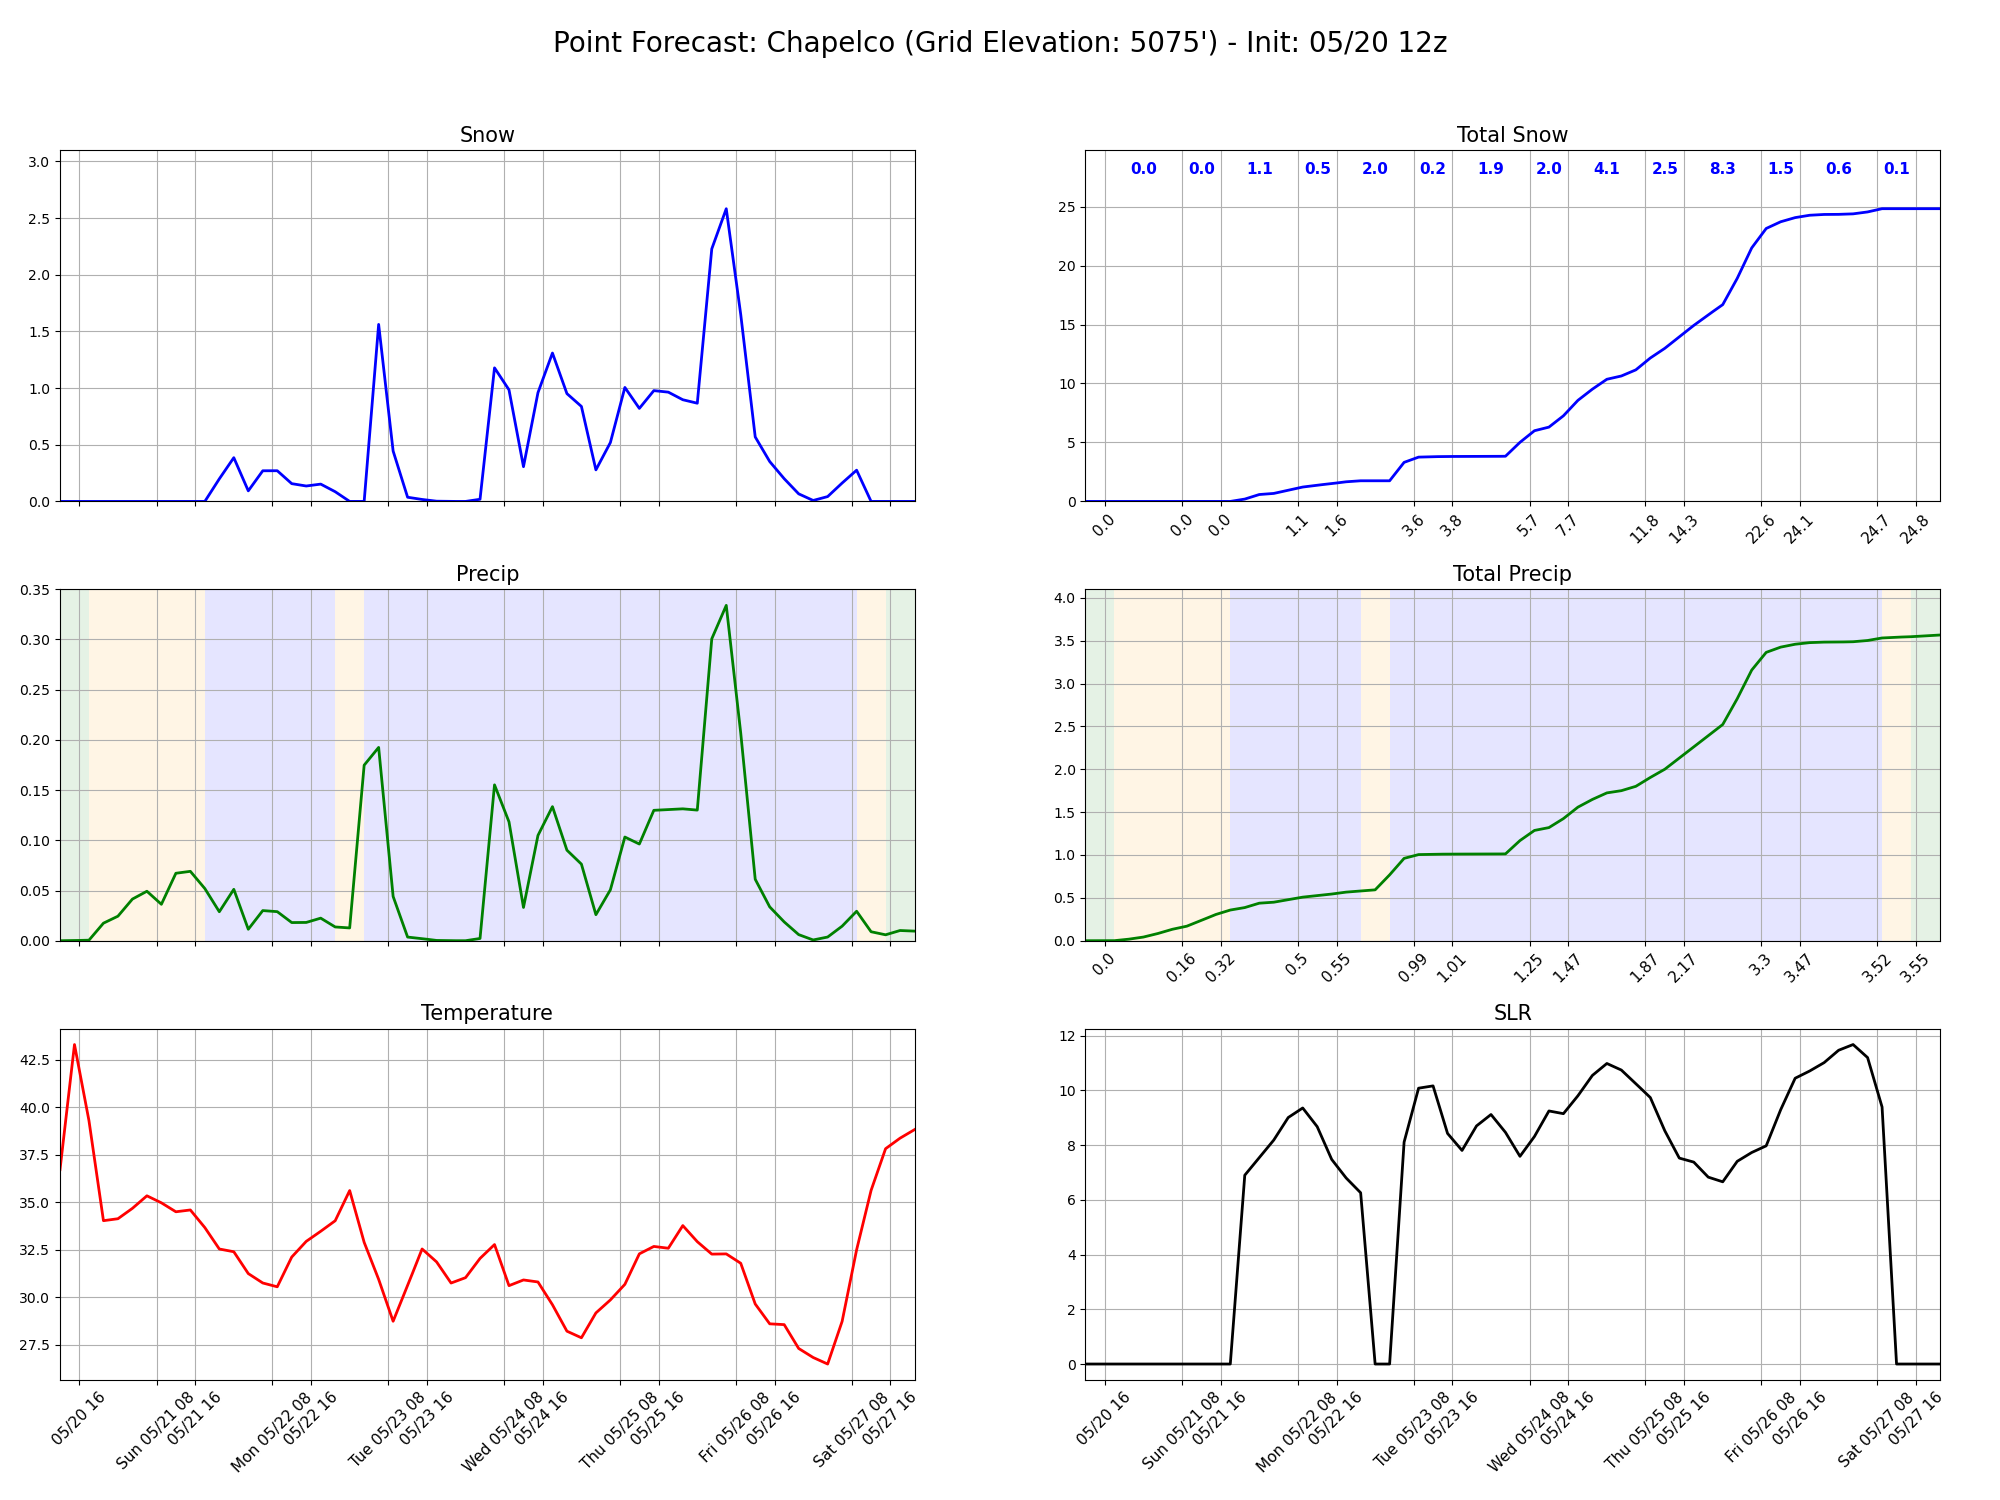 Point Forecast: Chapelco (Grid Elevation: 5075') - Init: 05/20 12z
Snow
3.0
2.5
2.0
1.5
1.0
0.5
0.0
Total Snow
0.0 0.0 1.1 0.5 2.0 0.2 1.9 2.0 4.1 2.5 8.3 1.5 0.6 0.1
25
20
15
10
5
0
0.0 0.0 0.0 1.1 1.6 3.6 3.8 5.7 7.7 11.8 14.3 22.6 24.1 24.7 24.8
Precip
0.35
0.30
0.25
0.20
0.15
0.10
0.05
0.00
Total Precip
4.0
3.5
3.0
2.5
2.0
1.5
1.0
0.5
0.0
0.0 0.16 0.32 0.5 0.55 0.99 1.01 1.25 1.47 1.87 2.17 3.3 3.47 3.52 3.55
Temperature
42.5
40.0
37.5
35.0
32.5
30.0
27.5
05/20 16
Sun 05/21 08
05/21 16
Mon 05/22 08
05/22 16
Tue 05/23 08
05/23 16
Wed 05/24 08
05/24 16
Thu 05/25 08
05/25 16
Fri 05/26 08
05/26 16
Sat 05/27 08
05/27 16
SLR
12
10
8
6
4
2
0
05/20 16
Sun 05/21 08
05/21 16
Mon 05/22 08
05/22 16
Tue 05/23 08
05/23 16
Wed 05/24 08
05/24 16
Thu 05/25 08
05/25 16
Fri 05/26 08
05/26 16
Sat 05/27 08
05/27 16